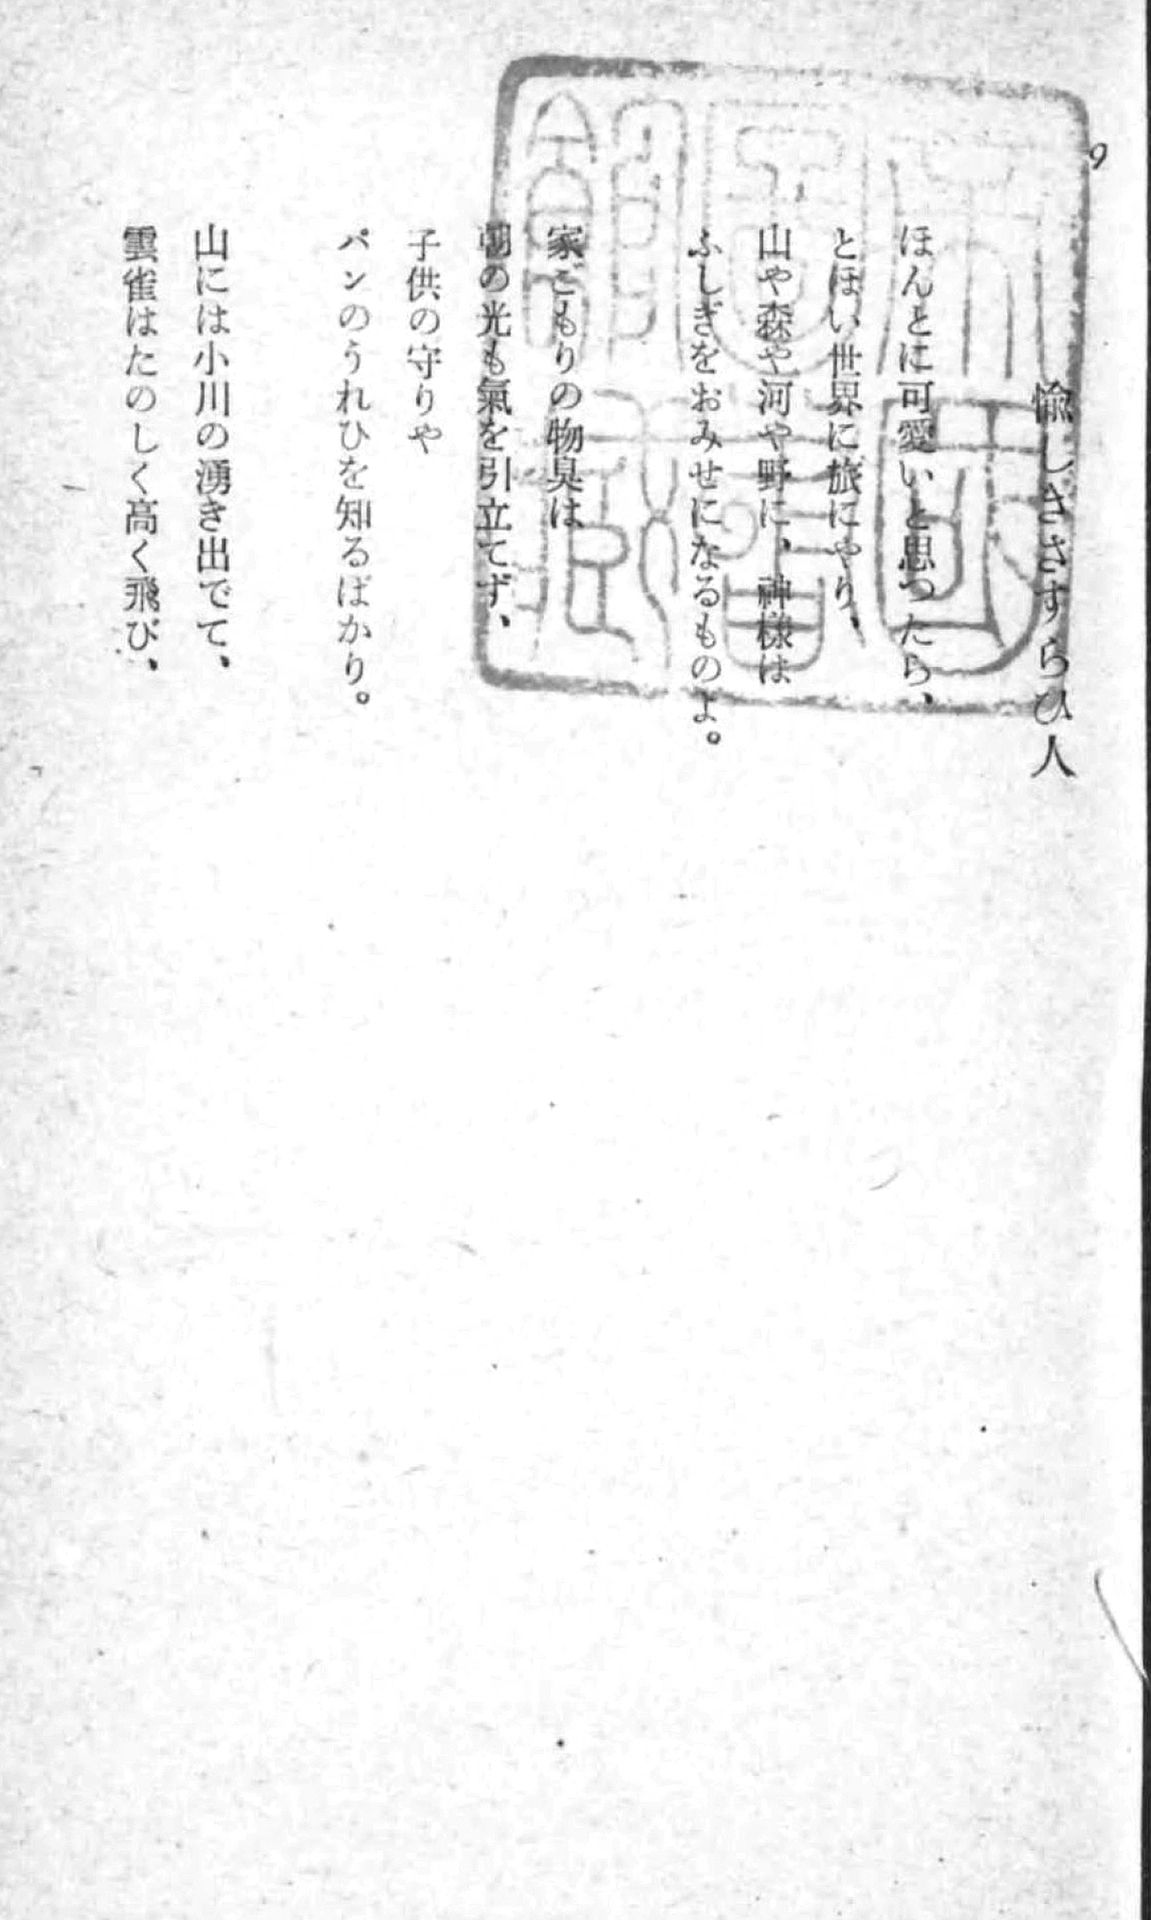 9
愉しきさすらひ人
ほんとに可愛いと思つたら、
とほい世界に旅にやり、
山や森や河や野に、神様は
ふしぎをおみせになるものよ。
家ごもりの物臭は
朝の光も氣を引立てず、
子供の守りや
パンのうれひを知るばかり。
山には小川の湧き出でて、
雲雀はたのしく高く飛び、